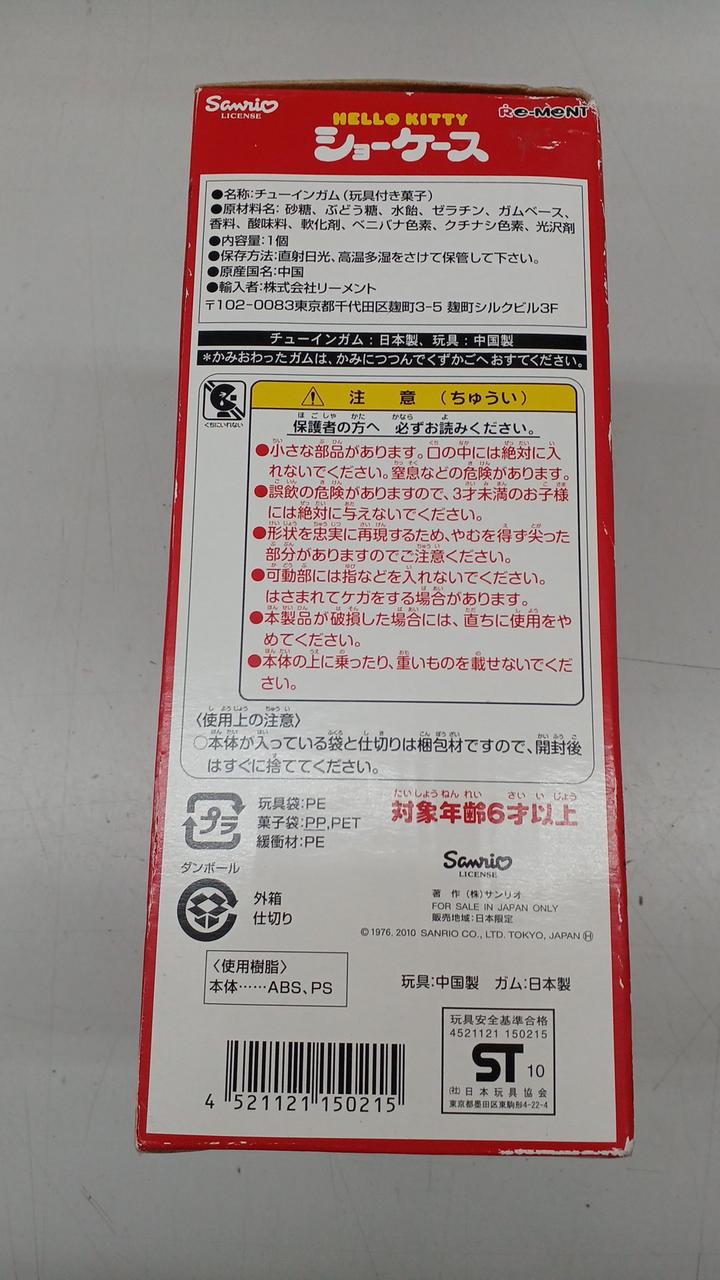 Sanrio
LICENSE
HELLO KITTY
ショーケース
Re-MeNT
●名称:チューインガム(玩具付き菓子)
●原材料名: 砂糖、ぶどう糖、水飴、ゼラチン、ガムベース、
香料、酸味料、軟化剤、ベニバナ色素、クチナシ色素、光沢剤
●内容量:1個
●保存方法:直射日光、高温多湿をさけて保管して下さい。
●原産国名:中国
●輸入者:株式会社リーメント
〒102-0083東京都千代田区麹町3-5 麹町シルクビル3F
チューインガム:日本製、玩具:中国製
*かみおわったガムは、かみにつつんでくずかごへおすてください。
くちにいれない
注 意 (ちゅうい)
保護者の方へ 必ずお読みください。
●小さな部品があります。口の中には絶対に入
れないでください。窒息などの危険があります。
●誤飲の危険がありますので、3才未満のお子様
には絶対に与えないでください。
●形状を忠実に再現するため、やむを得ず尖った
部分がありますのでご注意ください。
●可動部には指などを入れないでください。
はさまれてケガをする場合があります。
●本製品が破損した場合には、直ちに使用をや
めてください。
●本体の上に乗ったり、重いものを載せないでくだ
さい。
〈使用上の注意〉
○本体が入っている袋と仕切りは梱包材ですので、開封後
はすぐに捨ててください。
プラ
玩具袋:PE
菓子袋:PP,PET
緩衝材:PE
たいしょうねんれい さいいじょう
対象年齢6才以上
ダンボール
外箱
仕切り
Sanrio
LICENSE
著 作 (株)サンリオ
FOR SALE IN JAPAN ONLY
販売地域:日本限定
©1976, 2010 SANRIO CO., LTD. TOKYO, JAPAN Ⓗ
〈使用樹脂〉
本体……ABS、PS
玩具:中国製 ガム:日本製
玩具安全基準合格
4521121 150215
ST 10
(社)日本玩具協会
東京都墨田区東駒形4-22-4
4 521121 150215